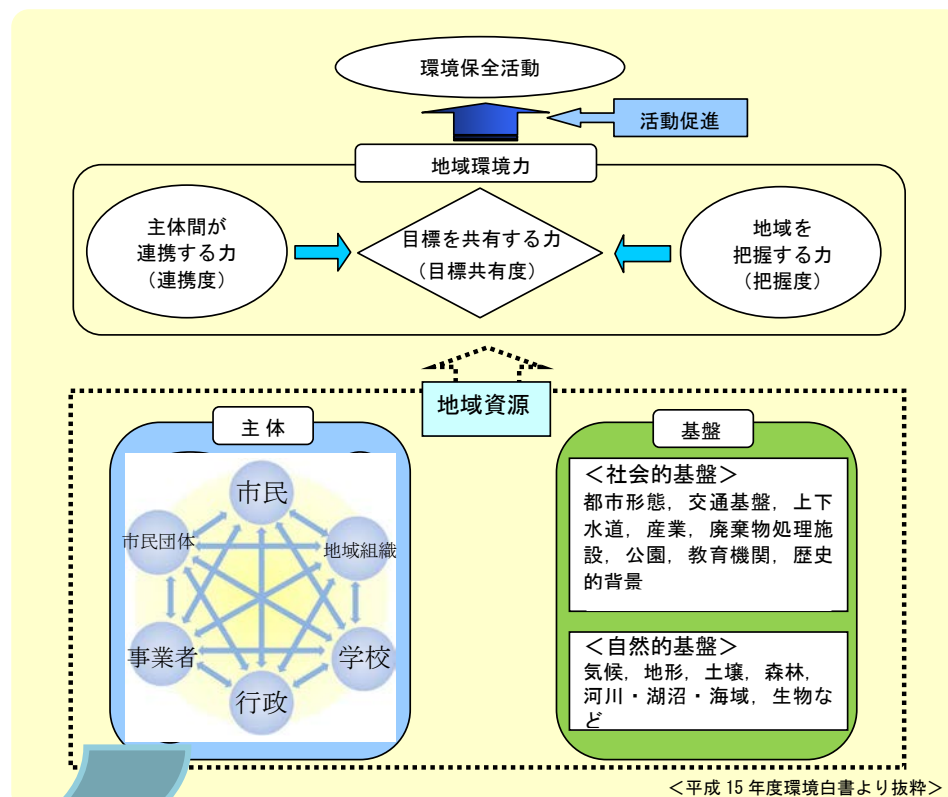 環境保全活動
活動促進
地域環境力
主体間が
連携する力
（連携度）
目標を共有する力
（目標共有度）
地域を
把握する力
（把握度）
地域資源
主 体
市民
市民団体
地域組織
事業者
学校
行政
基盤
＜社会的基盤＞
都市形態，交通基盤，上下
水道，産業，廃棄物処理施
設，公園，教育機関，歴史
的背景
＜自然的基盤＞
気候，地形，土壌，森林，
河川・湖沼・海域，生物な
ど
＜平成 15 年度環境白書より抜粋＞